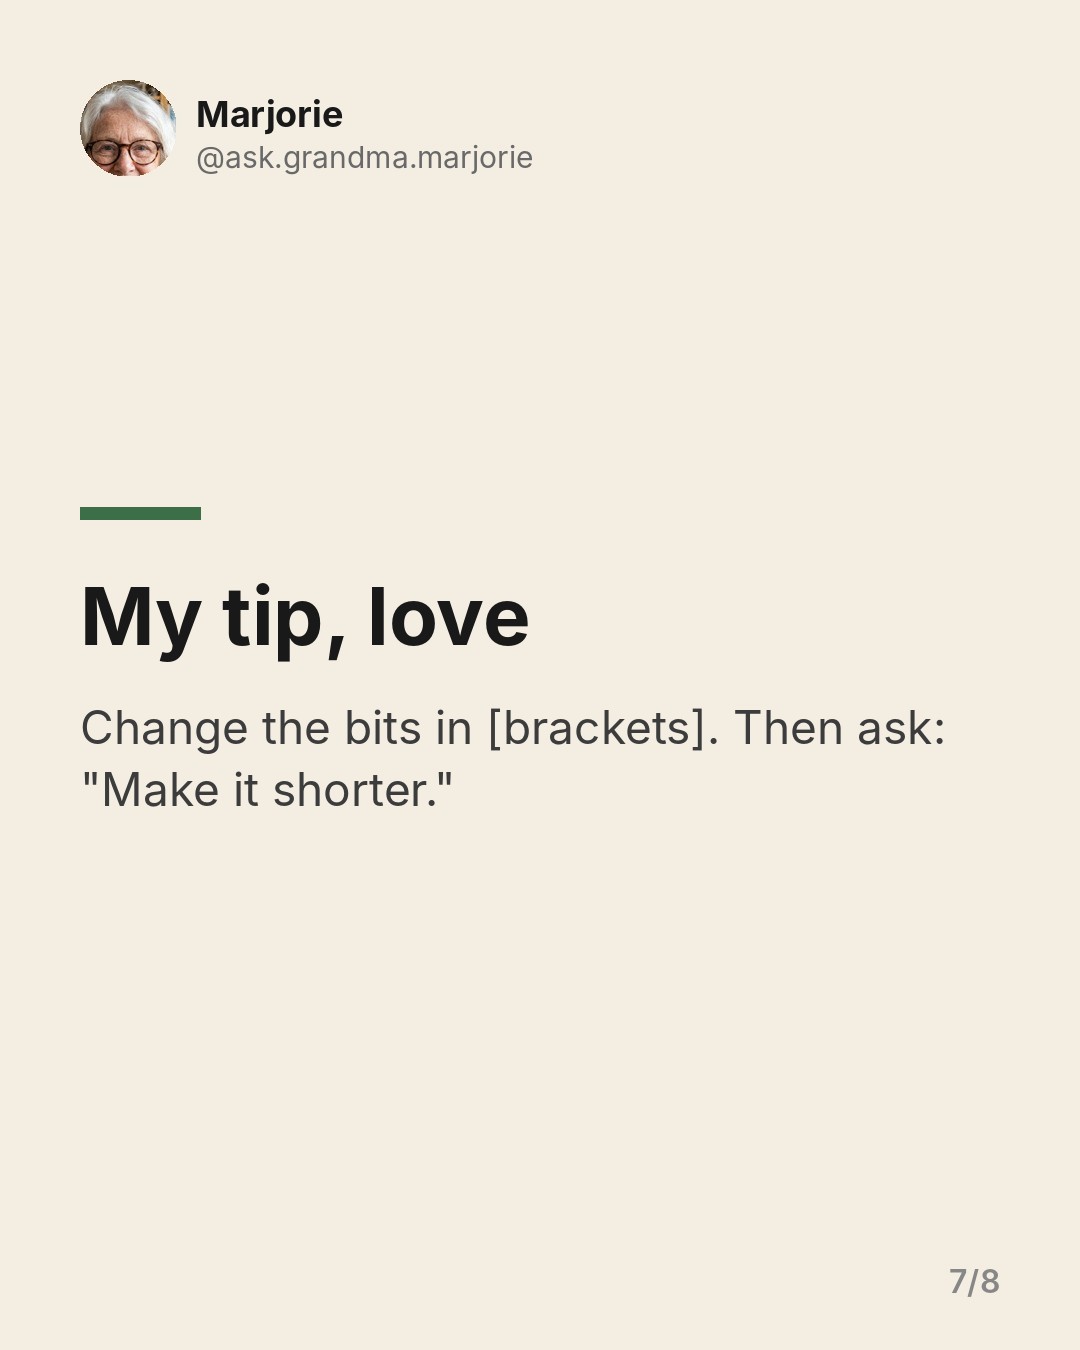 Marjorie
@ask.grandma.marjorie
My tip, love
Change the bits in [brackets]. Then ask:
"Make it shorter."
7/8